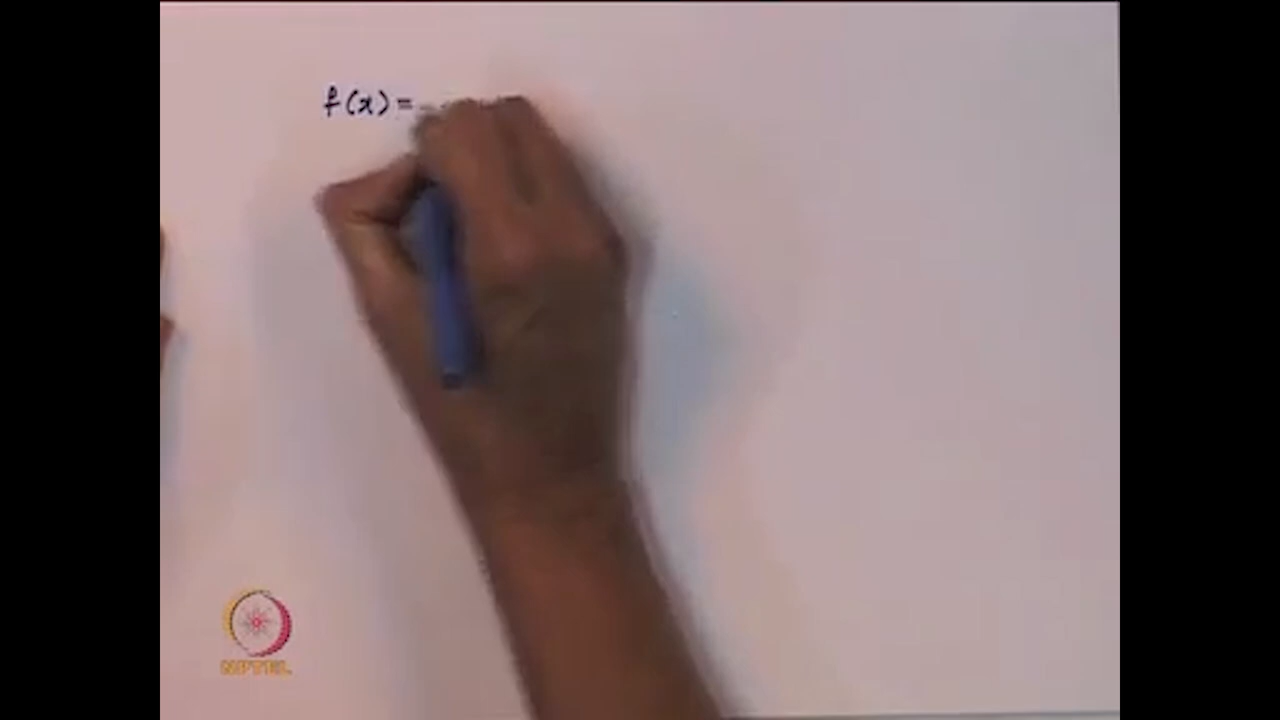 f(x) =
NPTEL